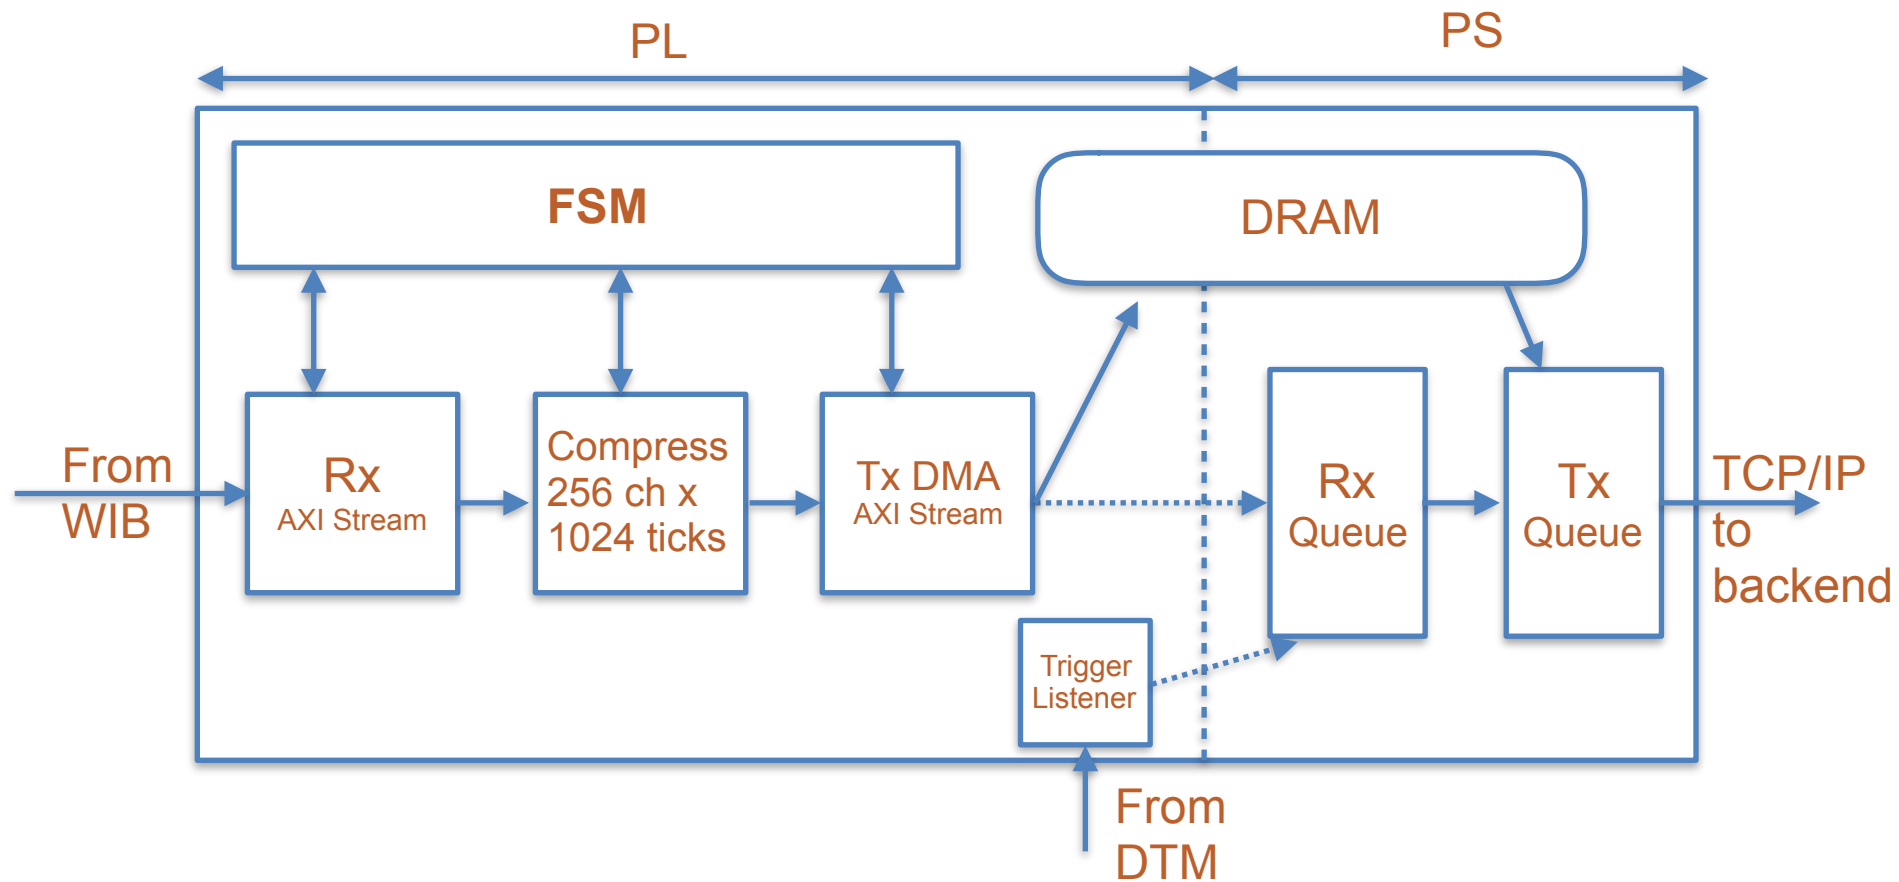 PL
PS
FSM
DRAM
From
WIB
Rx
AXI Stream
Compress
256 ch x
1024 ticks
Tx DMA
AXI Stream
Rx
Queue
Tx
Queue
TCP/IP
to
backend
Trigger
Listener
From
DTM